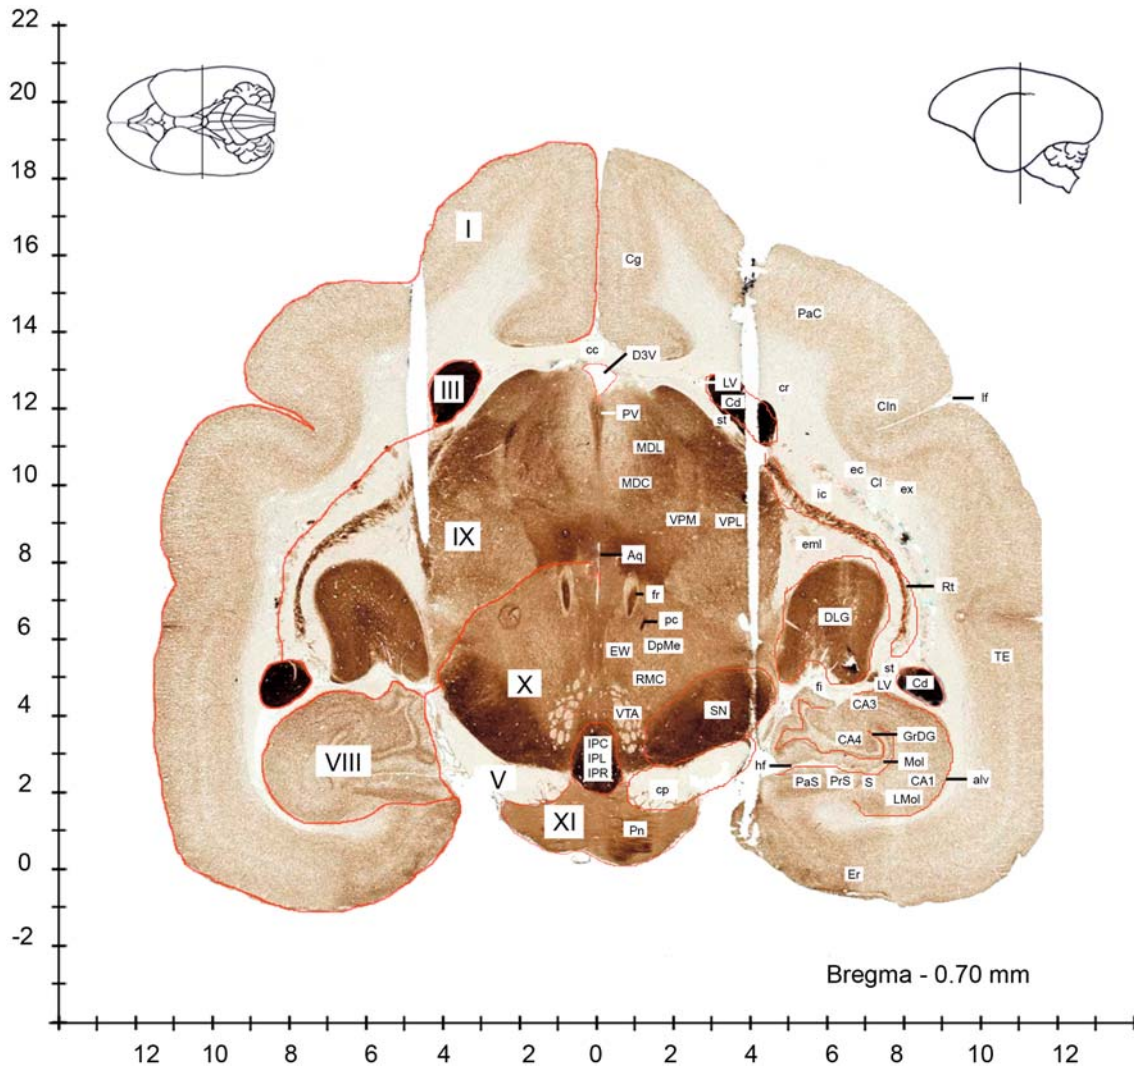 22
20
18
16
14
12
10
8
6
4
2
0
-2
I
Cg
PaC
cc
D3V
III
LV
Cd
cr
st
PV
CIn
lf
MDL
MDC
ec
Cl
ex
ic
IX
VPM
VPL
eml
Aq
Rt
fr
pc
DLG
EW
DpMe
TE
X
RMC
st
fi
LV
Cd
CA3
VTA
SN
CA4
GrDG
VIII
IPC
IPL
IPR
hf
Mol
V
cp
PaS
PrS
S
CA1
alv
LMol
XI
Pn
Er
Bregma - 0.70 mm
12 10 8 6 4 2 0 2 4 6 8 10 12